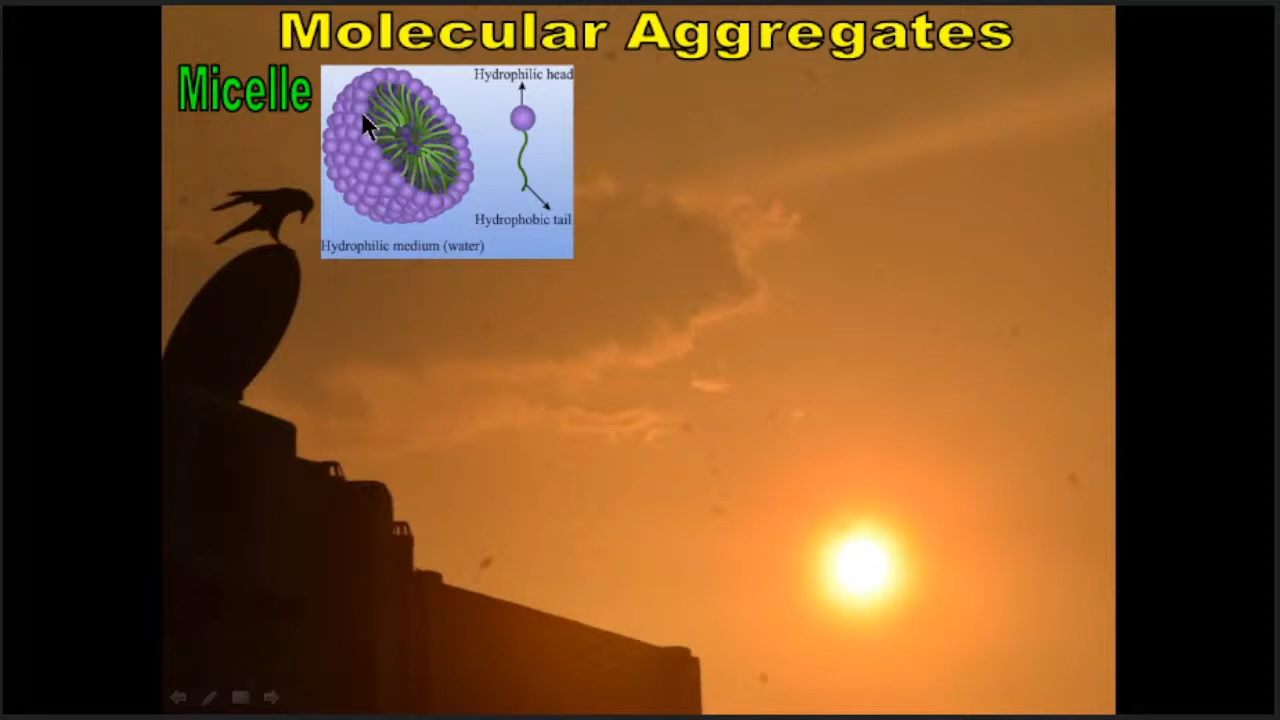 Molecular Aggregates
Micelle
Hydrophilic head
Hydrophobic tail
Hydrophilic medium (water)